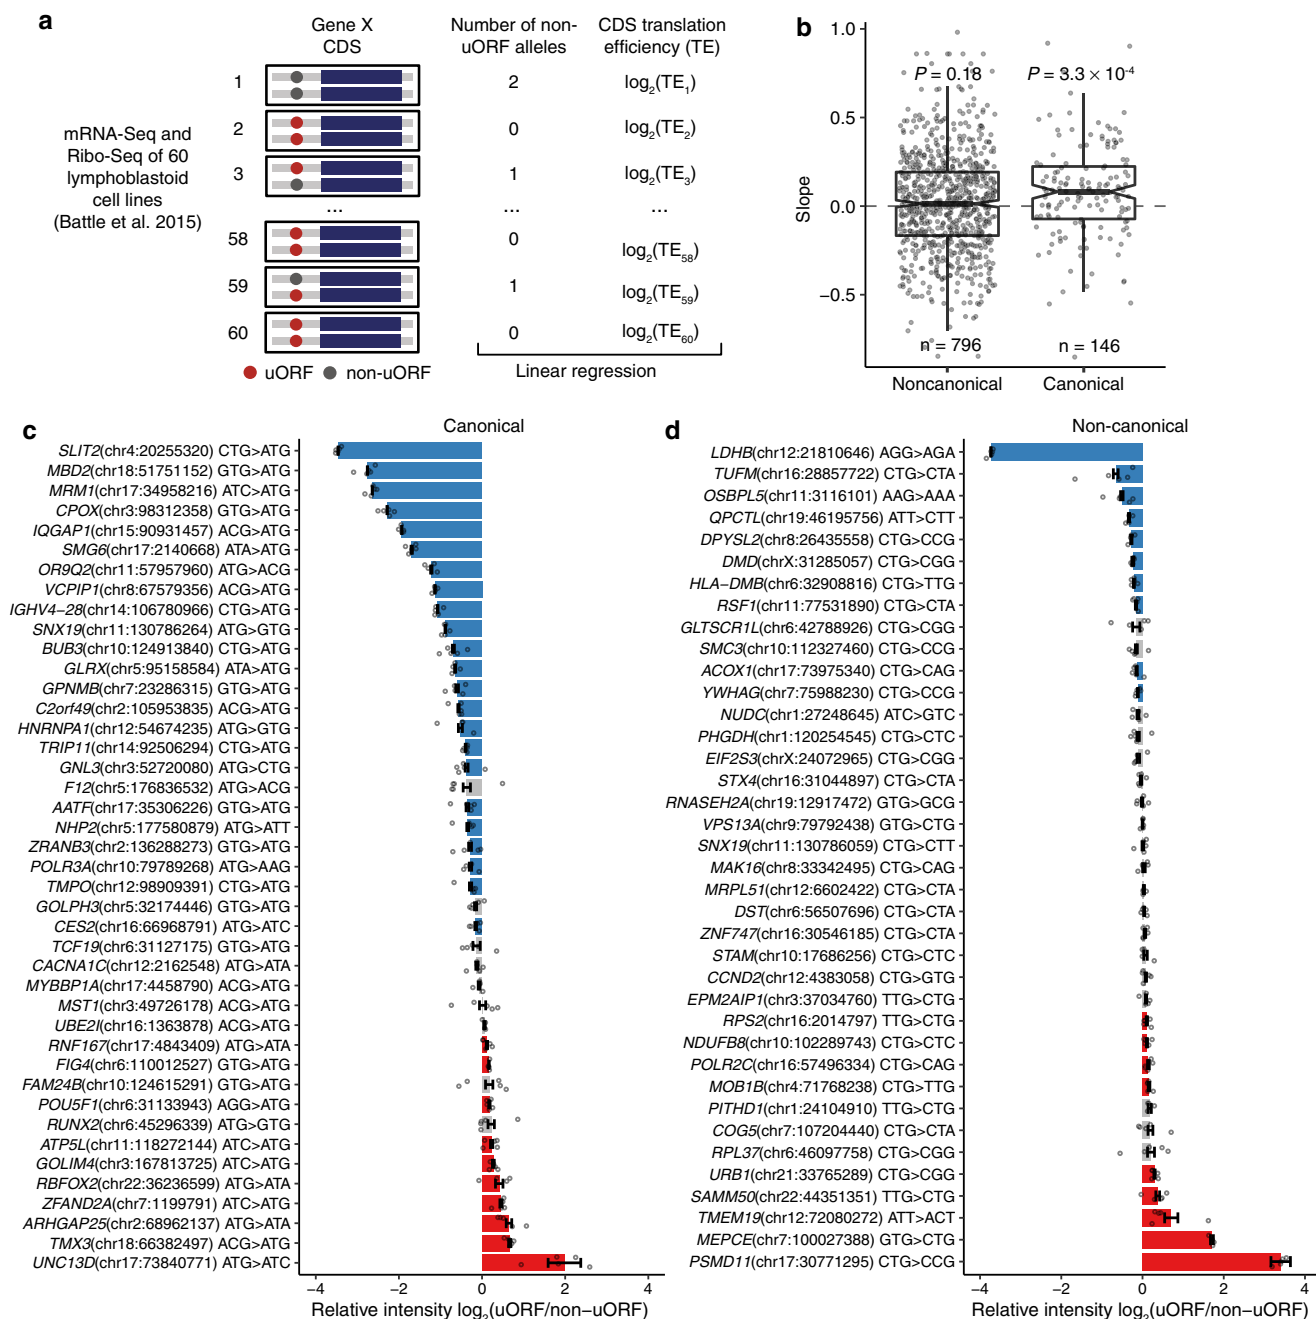 a
Gene X
CDS
Number of non-
uORF alleles
CDS translation
efficiency (TE)
mRNA-Seq and
Ribo-Seq of 60
lymphoblastoid
cell lines
(Battle et al. 2015)
1 2 log2(TE1)
2 0 log2(TE2)
3 1 log2(TE3)
... ... ...
58 0 log2(TE58)
59 1 log2(TE59)
60 0 log2(TE60)
uORF non-uORF
Linear regression
b
Slope
1.0
0.5
0.0
−0.5
P = 0.18
P = 3.3 × 10-4
n = 796
n = 146
Noncanonical
Canonical
c
Canonical
SLIT2(chr4:20255320) CTG>ATG
MBD2(chr18:51751152) GTG>ATG
MRM1(chr17:34958216) ATC>ATG
CPOX(chr3:98312358) GTG>ATG
IQGAP1(chr15:90931457) ACG>ATG
SMG6(chr17:2140668) ATA>ATG
OR9Q2(chr11:57957960) ATG>ACG
VCPIP1(chr8:67579356) ACG>ATG
IGHV4−28(chr14:106780966) CTG>ATG
SNX19(chr11:130786264) ATG>GTG
BUB3(chr10:124913840) CTG>ATG
GLRX(chr5:95158584) ATA>ATG
GPNMB(chr7:23286315) GTG>ATG
C2orf49(chr2:105953835) ACG>ATG
HNRNPA1(chr12:54674235) ATG>GTG
TRIP11(chr14:92506294) CTG>ATG
GNL3(chr3:52720080) ATG>CTG
F12(chr5:176836532) ATG>ACG
AATF(chr17:35306226) GTG>ATG
NHP2(chr5:177580879) ATG>ATT
ZRANB3(chr2:136288273) GTG>ATG
POLR3A(chr10:79789268) ATG>AAG
TMPO(chr12:98909391) CTG>ATG
GOLPH3(chr5:32174446) GTG>ATG
CES2(chr16:66968791) ATG>ATC
TCF19(chr6:31127175) GTG>ATG
CACNA1C(chr12:2162548) ATG>ATA
MYBBP1A(chr17:4458790) ACG>ATG
MST1(chr3:49726178) ACG>ATG
UBE2I(chr16:1363878) ACG>ATG
RNF167(chr17:4843409) ATG>ATA
FIG4(chr6:110012527) GTG>ATG
FAM24B(chr10:124615291) GTG>ATG
POU5F1(chr6:31133943) AGG>ATG
RUNX2(chr6:45296339) ATG>GTG
ATP5L(chr11:118272144) ATC>ATG
GOLIM4(chr3:167813725) ATC>ATG
RBFOX2(chr22:36236599) ATG>ATA
ZFAND2A(chr7:1199791) ATC>ATG
ARHGAP25(chr2:68962137) ATG>ATA
TMX3(chr18:66382497) ACG>ATG
UNC13D(chr17:73840771) ATG>ATC
−4 −2 0 2 4
Relative intensity log2(uORF/non−uORF)
d
Non-canonical
LDHB(chr12:21810646) AGG>AGA
TUFM(chr16:28857722) CTG>CTA
OSBPL5(chr11:3116101) AAG>AAA
QPCTL(chr19:46195756) ATT>CTT
DPYSL2(chr8:26435558) CTG>CCG
DMD(chrX:31285057) CTG>CGG
HLA−DMB(chr6:32908816) CTG>TTG
RSF1(chr11:77531890) CTG>CTA
GLTSCR1L(chr6:42788926) CTG>CGG
SMC3(chr10:112327460) CTG>CCG
ACOX1(chr17:73975340) CTG>CAG
YWHAG(chr7:75988230) CTG>CCG
NUDC(chr1:27248645) ATC>GTC
PHGDH(chr1:120254545) CTG>CTC
EIF2S3(chrX:24072965) CTG>CGG
STX4(chr16:31044897) CTG>CTA
RNASEH2A(chr19:12917472) GTG>GCG
VPS13A(chr9:79792438) GTG>CTG
SNX19(chr11:130786059) CTG>CTT
MAK16(chr8:33342495) CTG>CAG
MRPL51(chr12:6602422) CTG>CTA
DST(chr6:56507696) CTG>CTA
ZNF747(chr16:30546185) CTG>CTA
STAM(chr10:17686256) CTG>CTC
CCND2(chr12:4383058) CTG>GTG
EPM2AIP1(chr3:37034760) TTG>CTG
RPS2(chr16:2014797) TTG>CTG
NDUFB8(chr10:102289743) CTG>CTC
POLR2C(chr16:57496334) CTG>CAG
MOB1B(chr4:71768238) CTG>TTG
PITHD1(chr1:24104910) TTG>CTG
COG5(chr7:107204440) CTG>CTA
RPL37(chr6:46097758) CTG>CGG
URB1(chr21:33765289) CTG>CGG
SAMM50(chr22:44351351) TTG>CTG
TMEM19(chr12:72080272) ATT>ACT
MEPCE(chr7:100027388) GTG>CTG
PSMD11(chr17:30771295) CTG>CCG
−4 −2 0 2 4
Relative intensity log2(uORF/non−uORF)